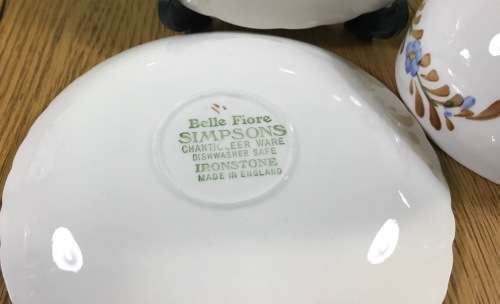 Belle Fiore
SIMPSONS
CHANTICLEER WARE
DISHWASHER SAFE
IRONSTONE
MADE IN ENGLAND